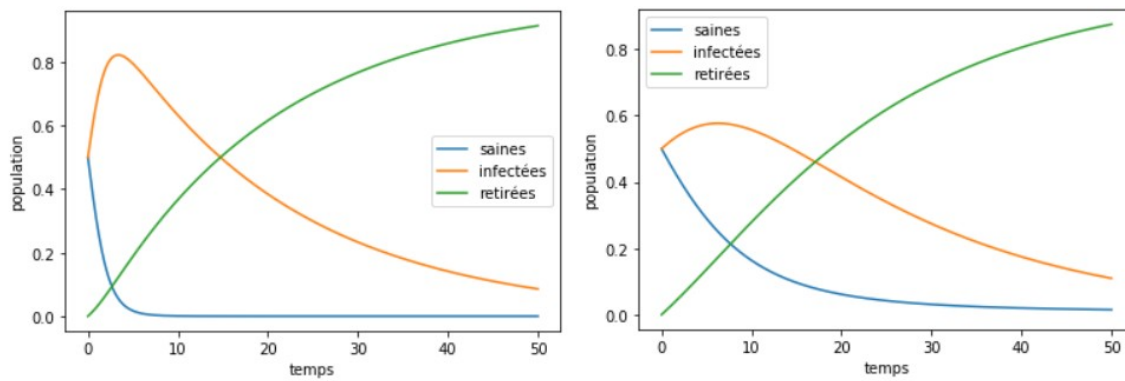 0.8
0.6
0.4
0.2
0.0
population
saines
infectées
retirées
0 10 20 30 40 50
temps
0.8
0.6
0.4
0.2
0.0
population
saines
infectées
retirées
0 10 20 30 40 50
temps